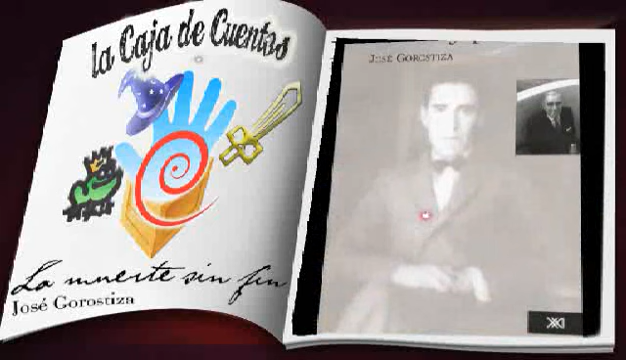 la Caja de Cuentos
La muerte sin fin
José Gorostiza
JOSÉ GOROSTIZA